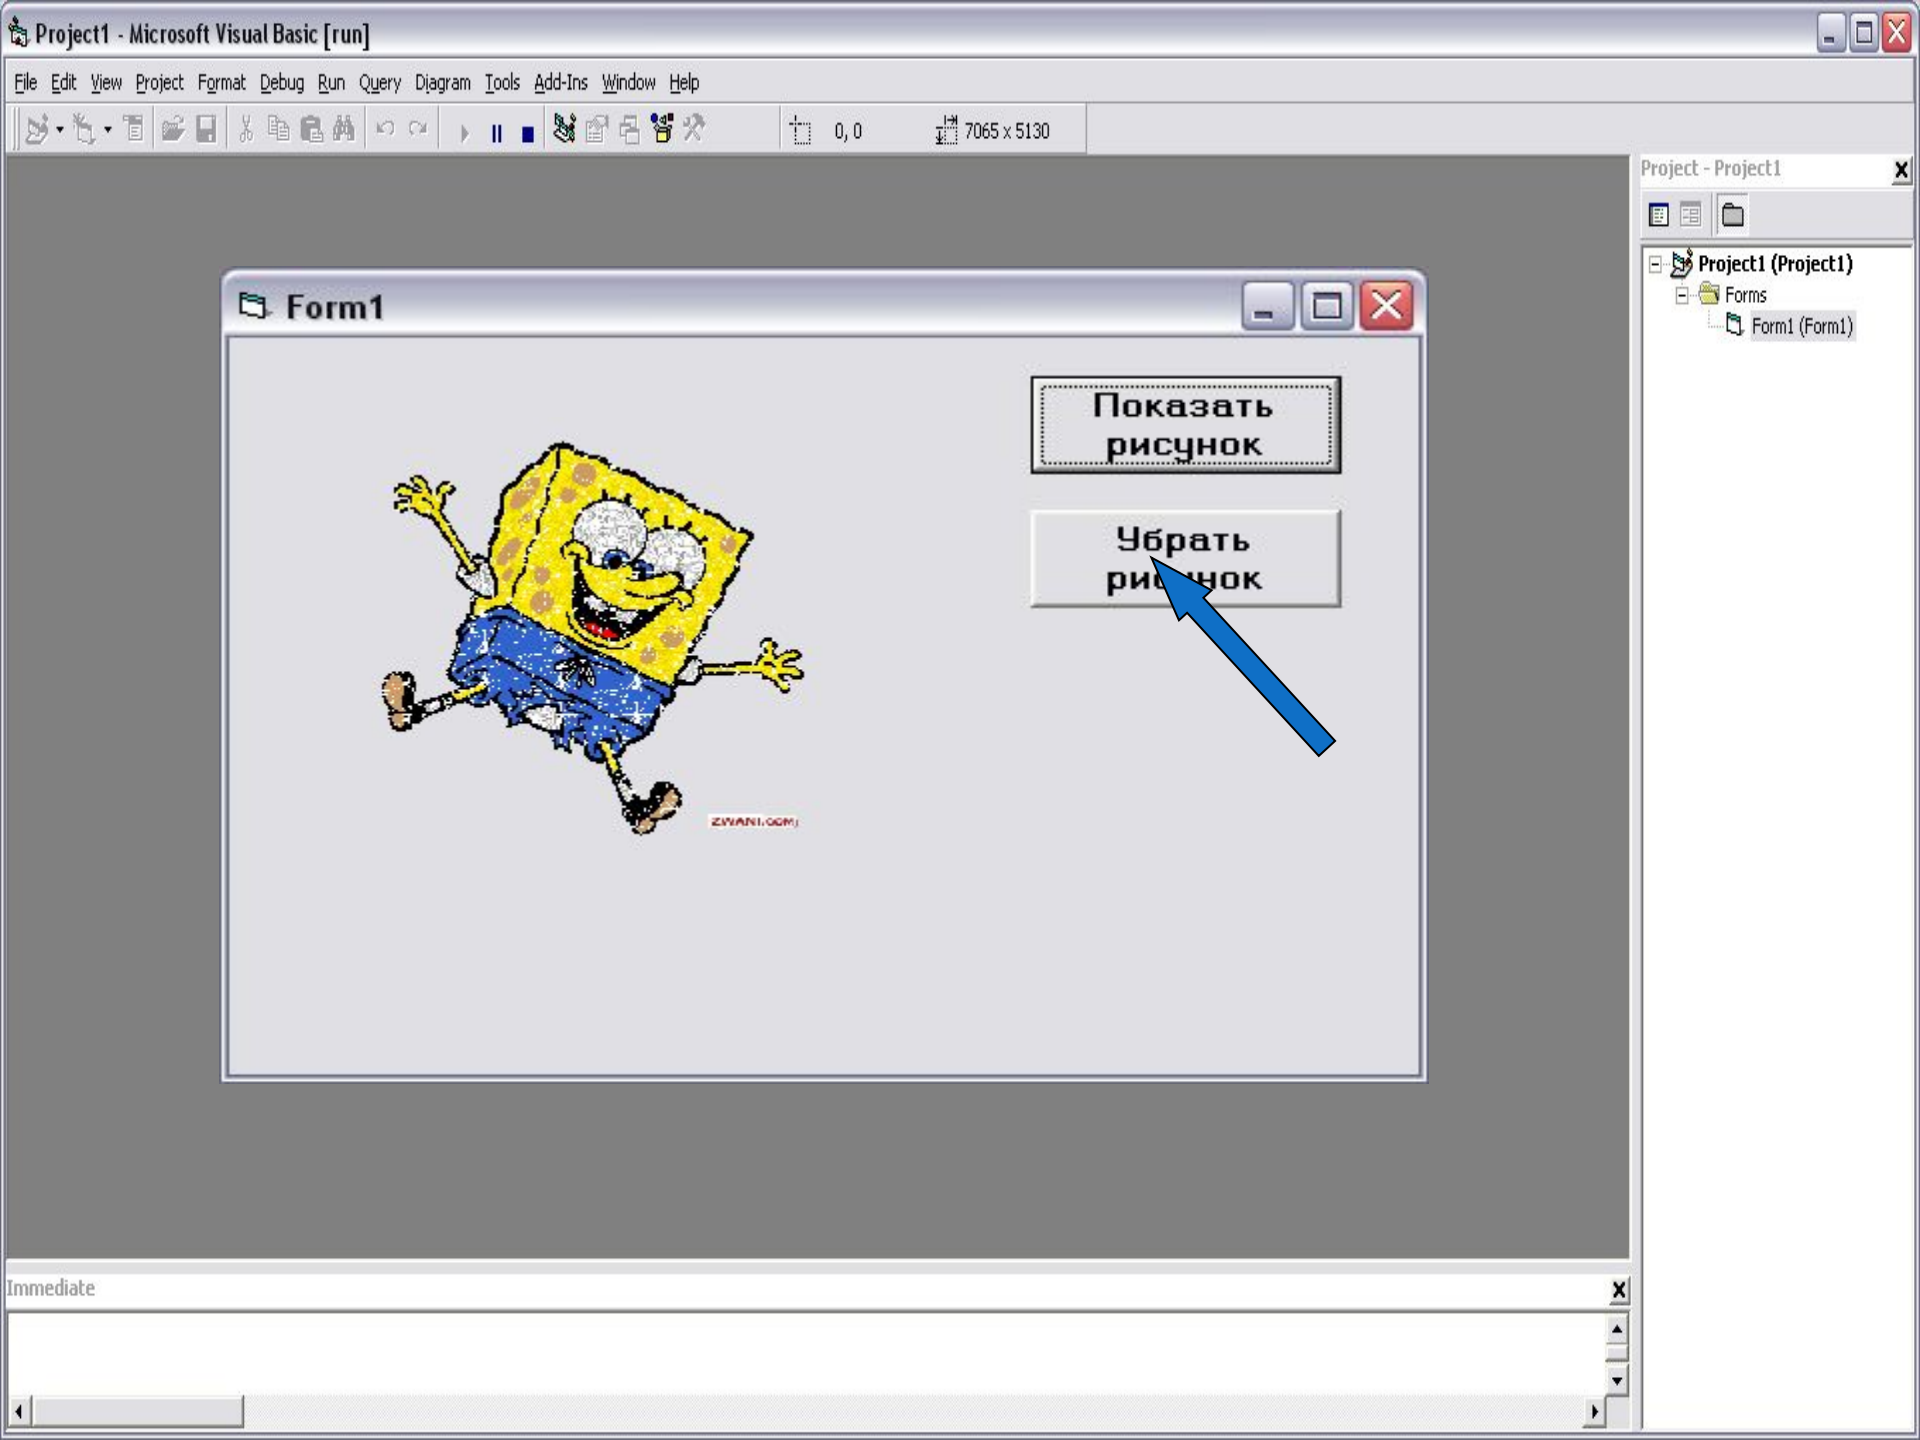 Project1 - Microsoft Visual Basic [run]
File Edit View Project Format Debug Run Query Diagram Tools Add-Ins Window Help
0, 0
7065 x 5130
Project - Project1
Project1 (Project1)
Forms
Form1 (Form1)
Form1
Показать
рисунок
Убрать
рисунок
ZWANI.COM
Immediate